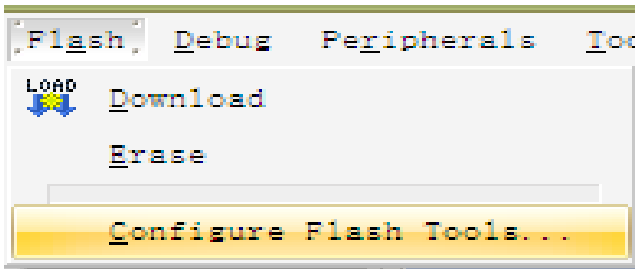 Flash Debug Peripherals
LOAD Download
Erase
Configure Flash Tools...